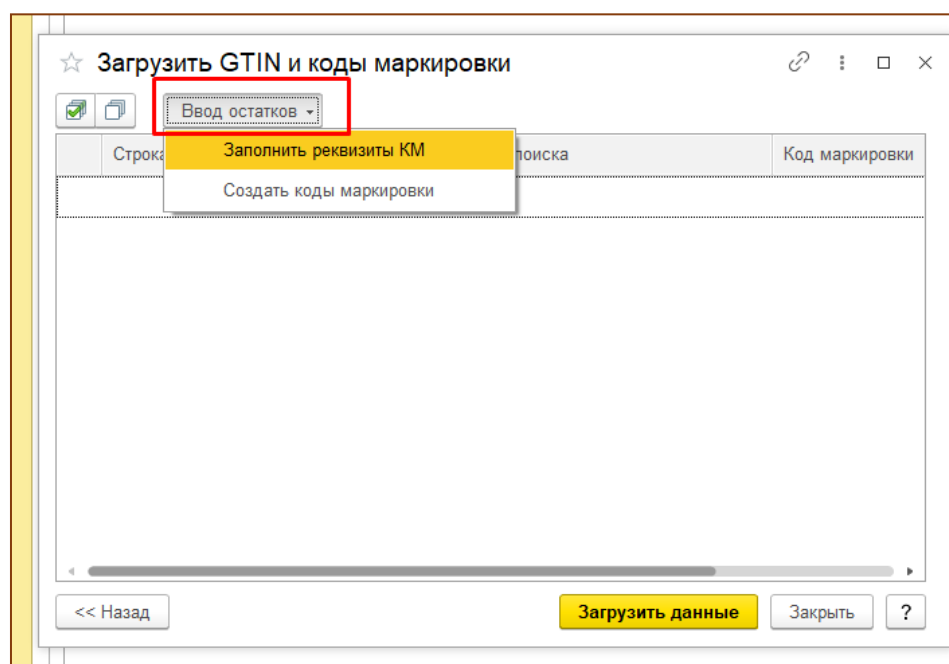 Загрузить GTIN и коды маркировки
Ввод остатков
Заполнить реквизиты КМ
Создать коды маркировки
Строка
поиска
Код маркировки
<< Назад
Загрузить данные
Закрыть
?